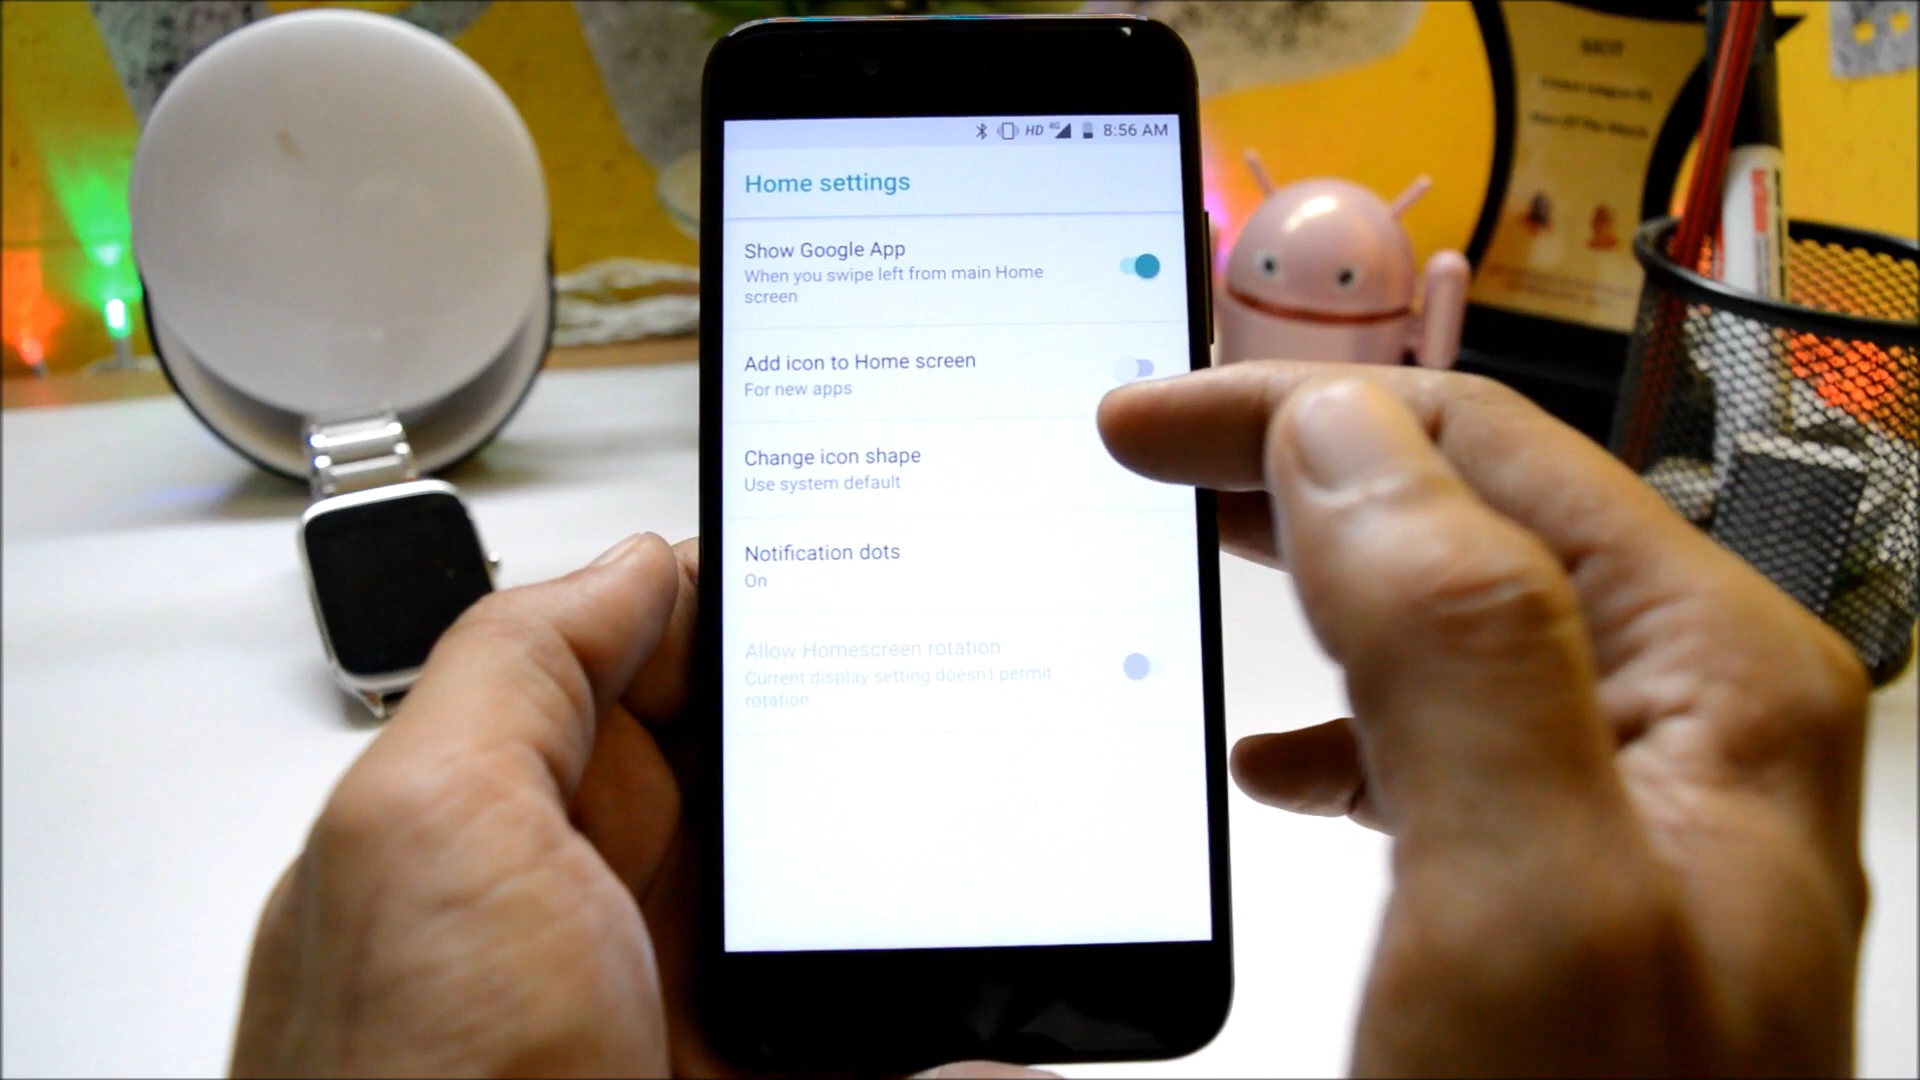 HD 4G 8:56 AM
Home settings
Show Google App
When you swipe left from main Home
screen
Add icon to Home screen
For new apps
Change icon shape
Use system default
Notification dots
On
Allow Homescreen rotation
Current display setting doesn't permit
rotation